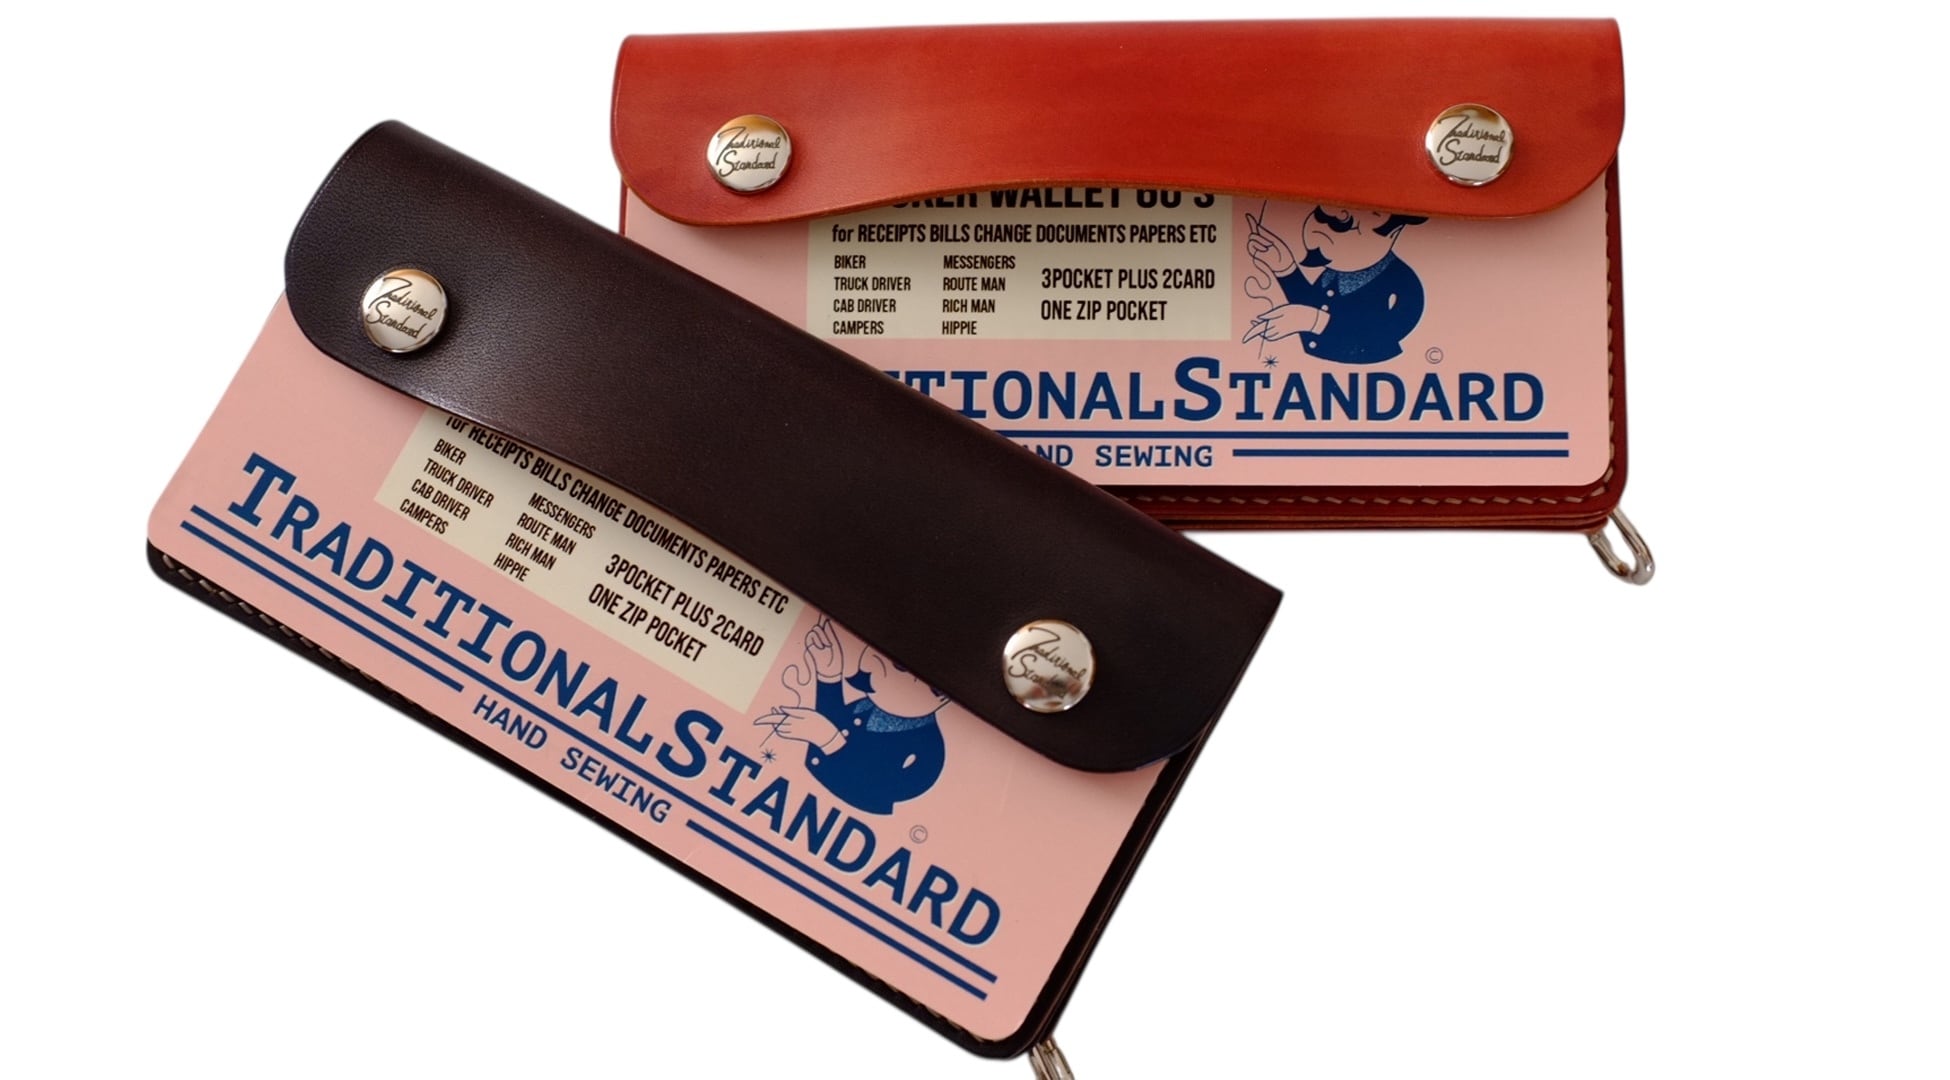 Traditional
Standard
Traditional
Standard
WALLET 60'S
for RECEIPTS BILLS CHANGE DOCUMENTS PAPERS ETC
BIKER
TRUCK DRIVER
CAB DRIVER
CAMPERS
MESSENGERS
ROUTE MAN
RICH MAN
HIPPIE
3POCKET PLUS 2CARD
ONE ZIP POCKET
©
TIONALSTANDARD
ND SEWING
Traditional
Standard
Traditional
Standard
for RECEIPTS BILLS CHANGE DOCUMENTS PAPERS ETC
BIKER
TRUCK DRIVER
CAB DRIVER
CAMPERS
MESSENGERS
ROUTE MAN
RICH MAN
HIPPIE
3POCKET PLUS 2CARD
ONE ZIP POCKET
©
TRADITIONALSTANDARD
HAND SEWING